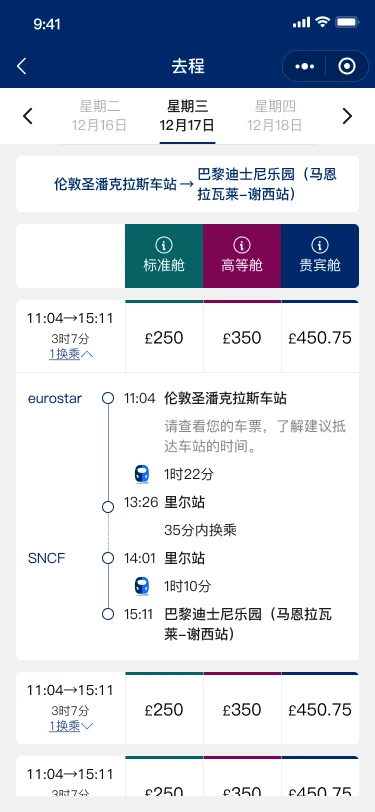 9:41
去程
星期二
12月16日
星期三
12月17日
星期四
12月18日
伦敦圣潘克拉斯车站→
巴黎迪士尼乐园（马恩
拉瓦莱–谢西站）
标准舱
高等舱
贵宾舱
11:04→15:11
3时7分
1换乘
£250
£350
£450.75
eurostar
11:04 伦敦圣潘克拉斯车站
请查看您的车票，了解建议抵
达车站的时间。
1时22分
13:26 里尔站
35分内换乘
SNCF
14:01 里尔站
1时10分
15:11 巴黎迪士尼乐园（马恩拉瓦
莱–谢西站）
11:04→15:11
3时7分
1换乘
£250
£350
£450.75
11:04→15:11
3时7分
£250
£350
£450.75